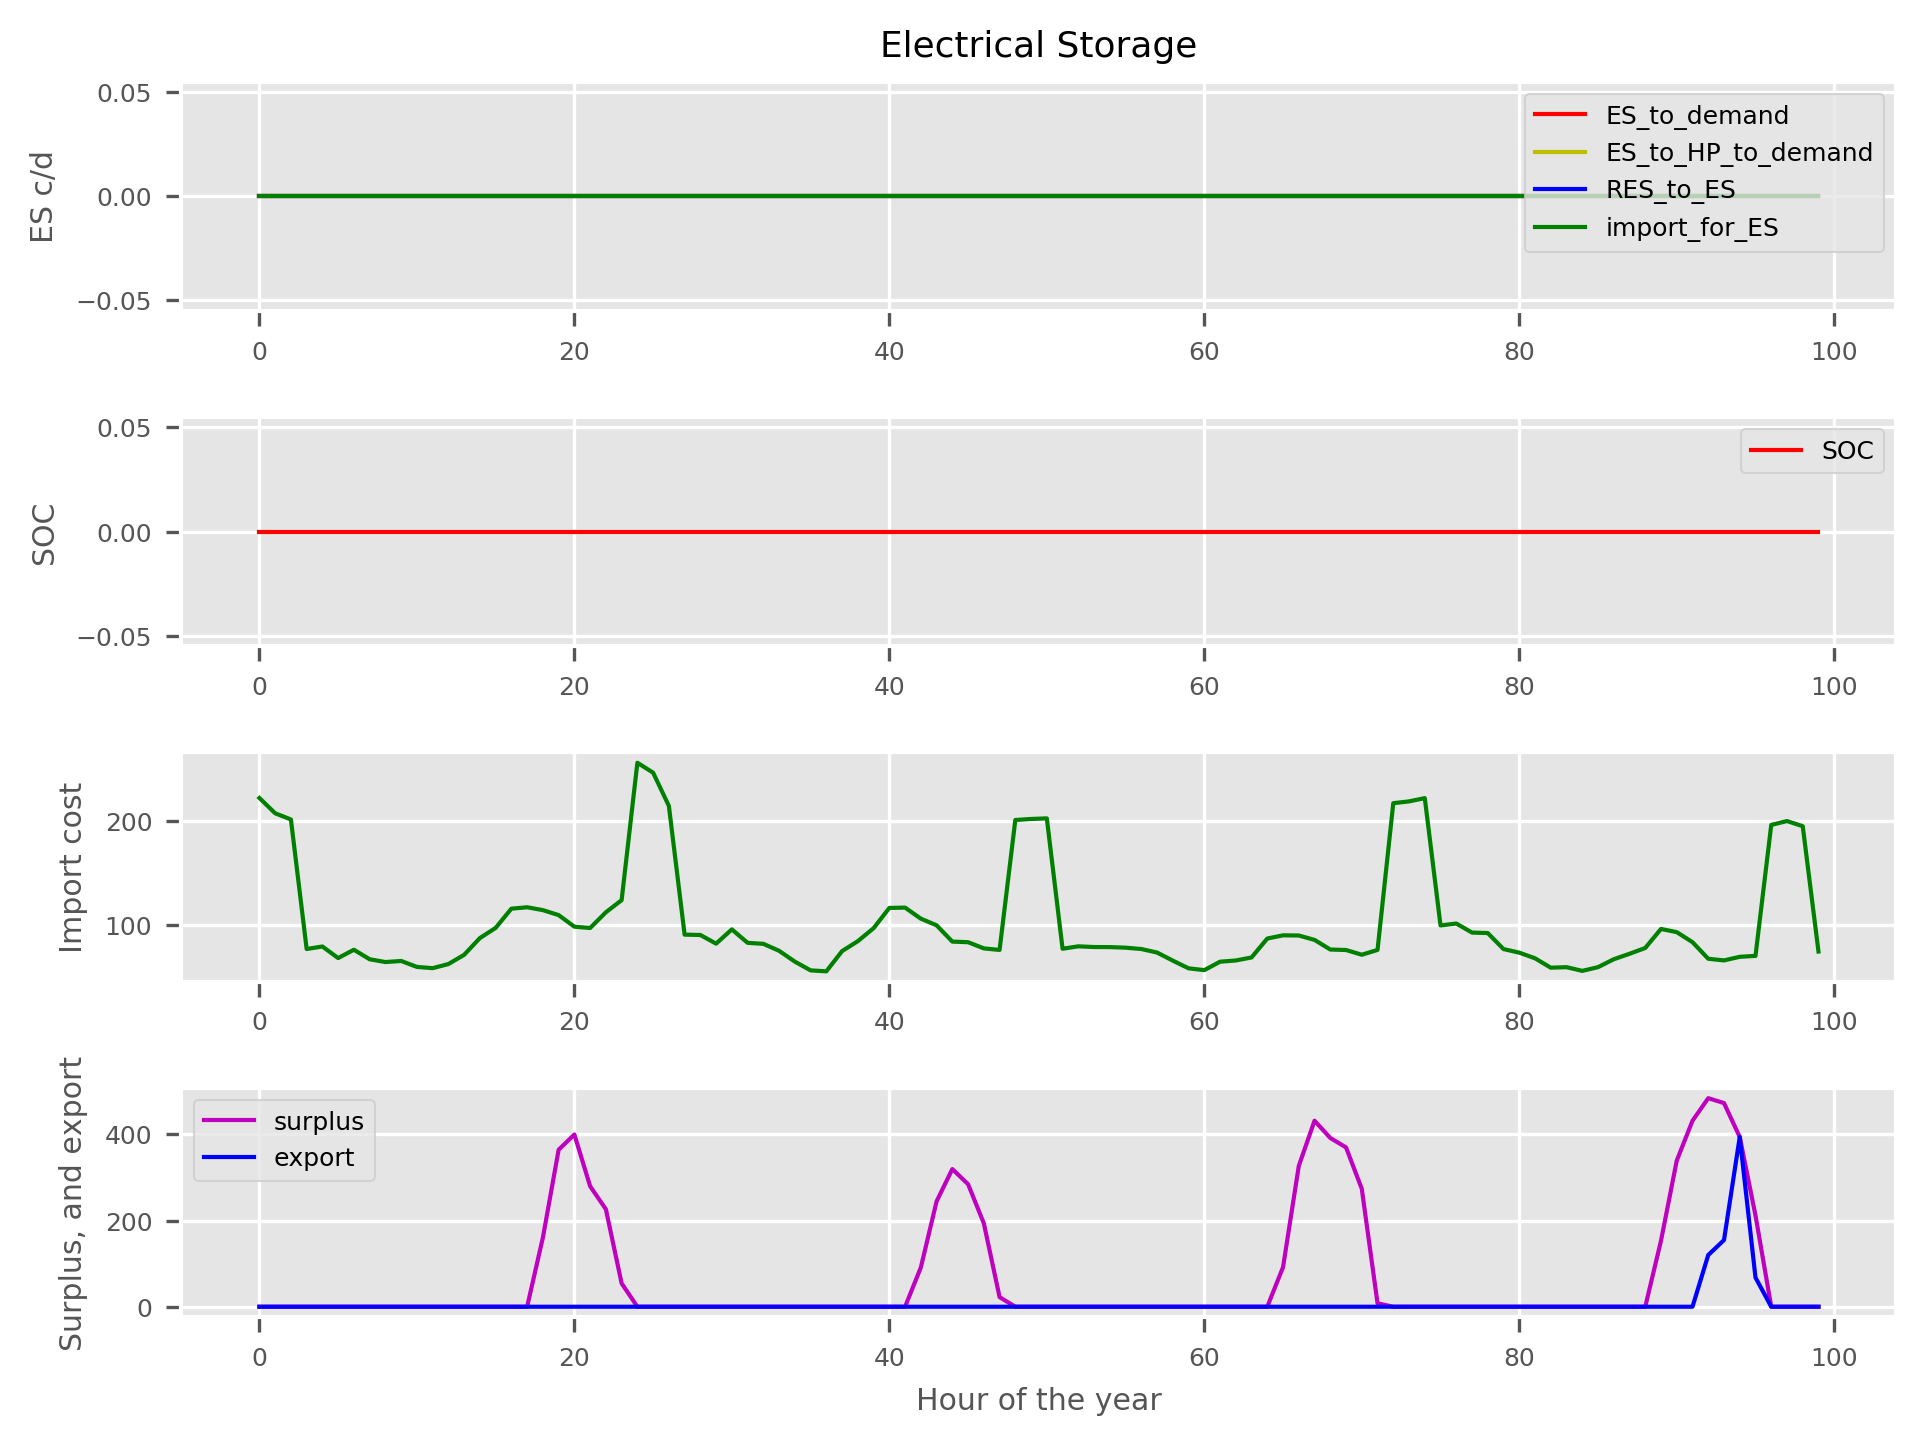 Electrical Storage
ES c/d
0.05
0.00
−0.05
ES_to_demand
ES_to_HP_to_demand
RES_to_ES
import_for_ES
0 20 40 60 80 100
SOC
0.05
0.00
−0.05
SOC
0 20 40 60 80 100
Import cost
200
100
0 20 40 60 80 100
Surplus, and export
400
200
0
surplus
export
0 20 40 60 80 100
Hour of the year